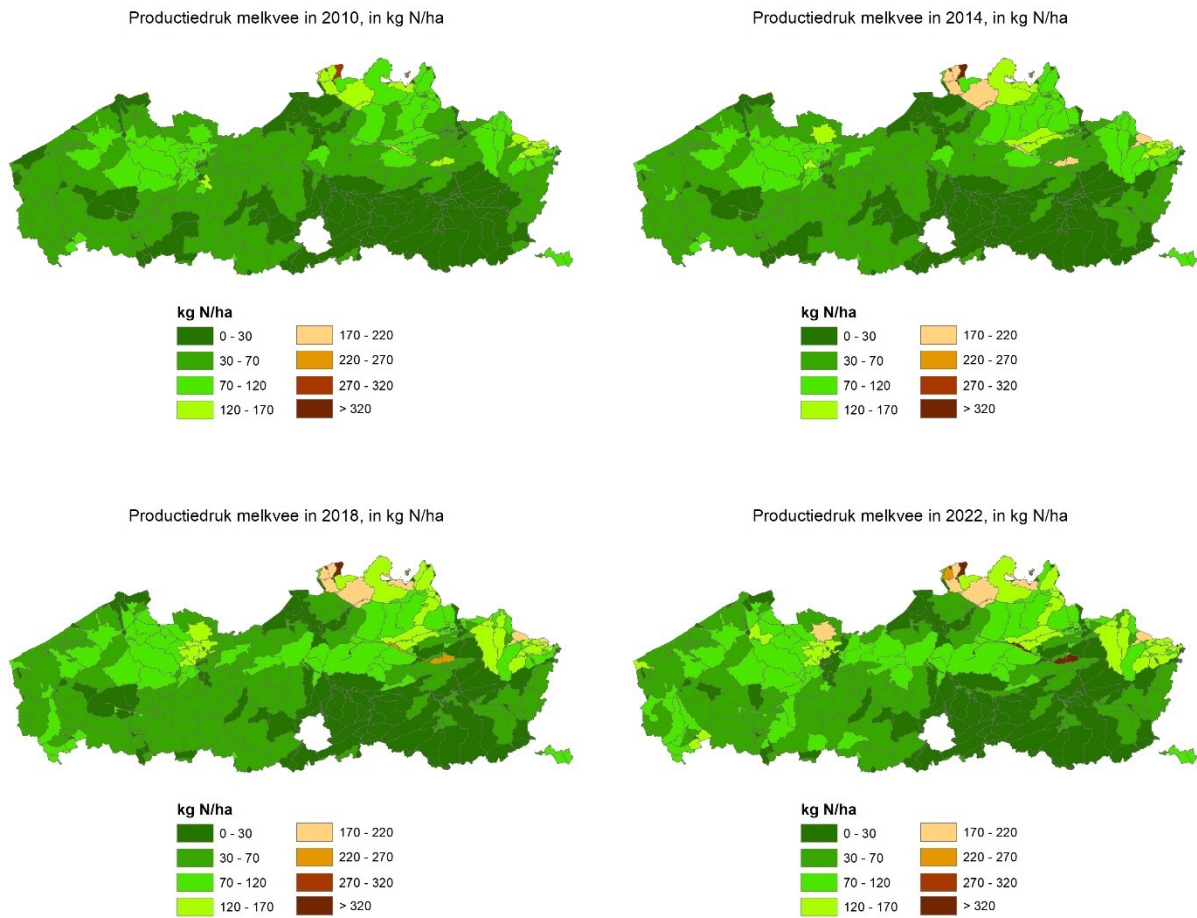 Productiedruk melkvee in 2010, in kg N/ha
Productiedruk melkvee in 2014, in kg N/ha
kg N/ha
0 - 30
170 - 220
30 - 70
220 - 270
70 - 120
270 - 320
120 - 170
> 320
kg N/ha
0 - 30
170 - 220
30 - 70
220 - 270
70 - 120
270 - 320
120 - 170
> 320
Productiedruk melkvee in 2018, in kg N/ha
Productiedruk melkvee in 2022, in kg N/ha
kg N/ha
0 - 30
170 - 220
30 - 70
220 - 270
70 - 120
270 - 320
120 - 170
> 320
kg N/ha
0 - 30
170 - 220
30 - 70
220 - 270
70 - 120
270 - 320
120 - 170
> 320